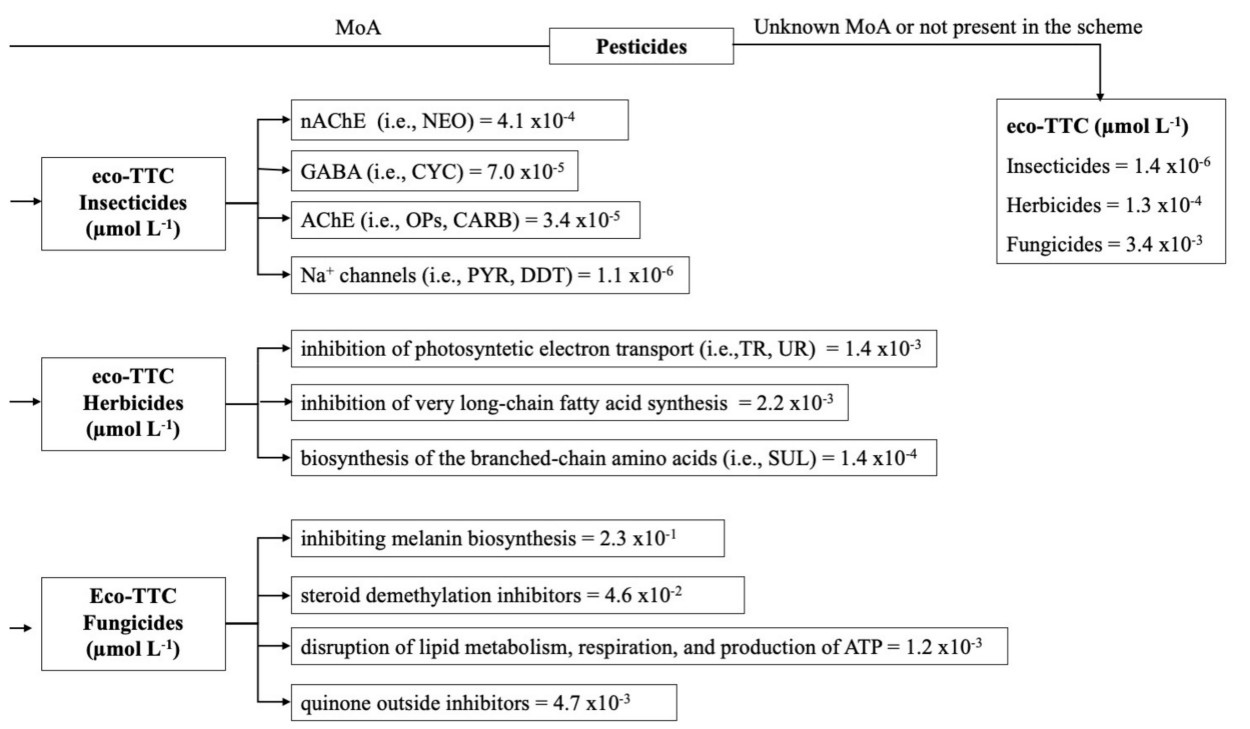 MoA
Pesticides
Unknown MoA or not present in the scheme
eco-TTC (µmol L⁻¹)
Insecticides = 1.4 x10⁻⁶
Herbicides = 1.3 x10⁻⁴
Fungicides = 3.4 x10⁻³
eco-TTC
Insecticides
(µmol L⁻¹)
nAChE (i.e., NEO) = 4.1 x10⁻⁴
GABA (i.e., CYC) = 7.0 x10⁻⁵
AChE (i.e., OPs, CARB) = 3.4 x10⁻⁵
Na⁺ channels (i.e., PYR, DDT) = 1.1 x10⁻⁶
eco-TTC
Herbicides
(µmol L⁻¹)
inhibition of photosyntetic electron transport (i.e.,TR, UR) = 1.4 x10⁻³
inhibition of very long-chain fatty acid synthesis = 2.2 x10⁻³
biosynthesis of the branched-chain amino acids (i.e., SUL) = 1.4 x10⁻⁴
Eco-TTC
Fungicides
(µmol L⁻¹)
inhibiting melanin biosynthesis = 2.3 x10⁻¹
steroid demethylation inhibitors = 4.6 x10⁻²
disruption of lipid metabolism, respiration, and production of ATP = 1.2 x10⁻³
quinone outside inhibitors = 4.7 x10⁻³